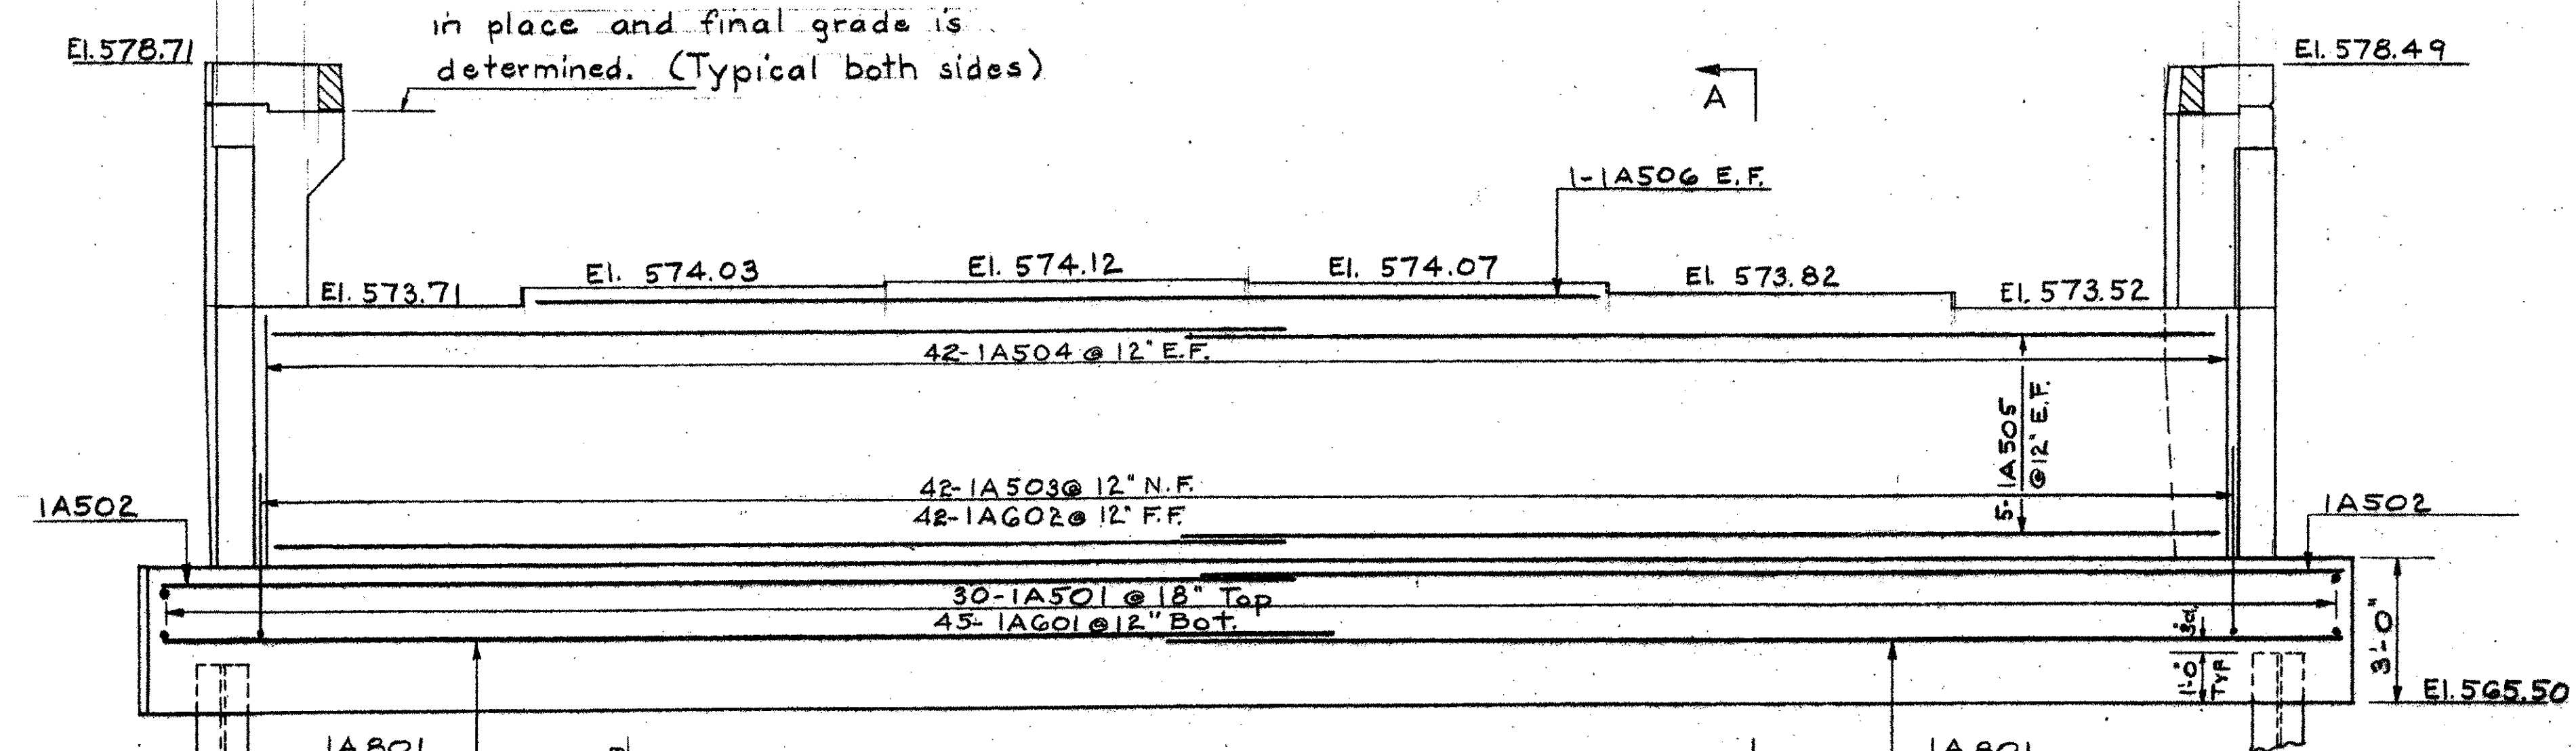 in place and final grade is
determined. (Typical both sides)
El. 578.71
El. 578.49
A
1-1A506 E.F.
El. 573.71
El. 574.03
El. 574.12
El. 574.07
El. 573.82
El. 573.52
42-1A504 @ 12" E.F.
5-1A505
@ 12" E.F.
42-1A503@ 12" N.F.
42-1A602@ 12" F.F.
1A502
1A502
30-1A501 @ 18" Top
45-1A601@12" Bot.
3"cl.
1'-0"
TYP
3'-0"
El. 565.50
1A801
1A801